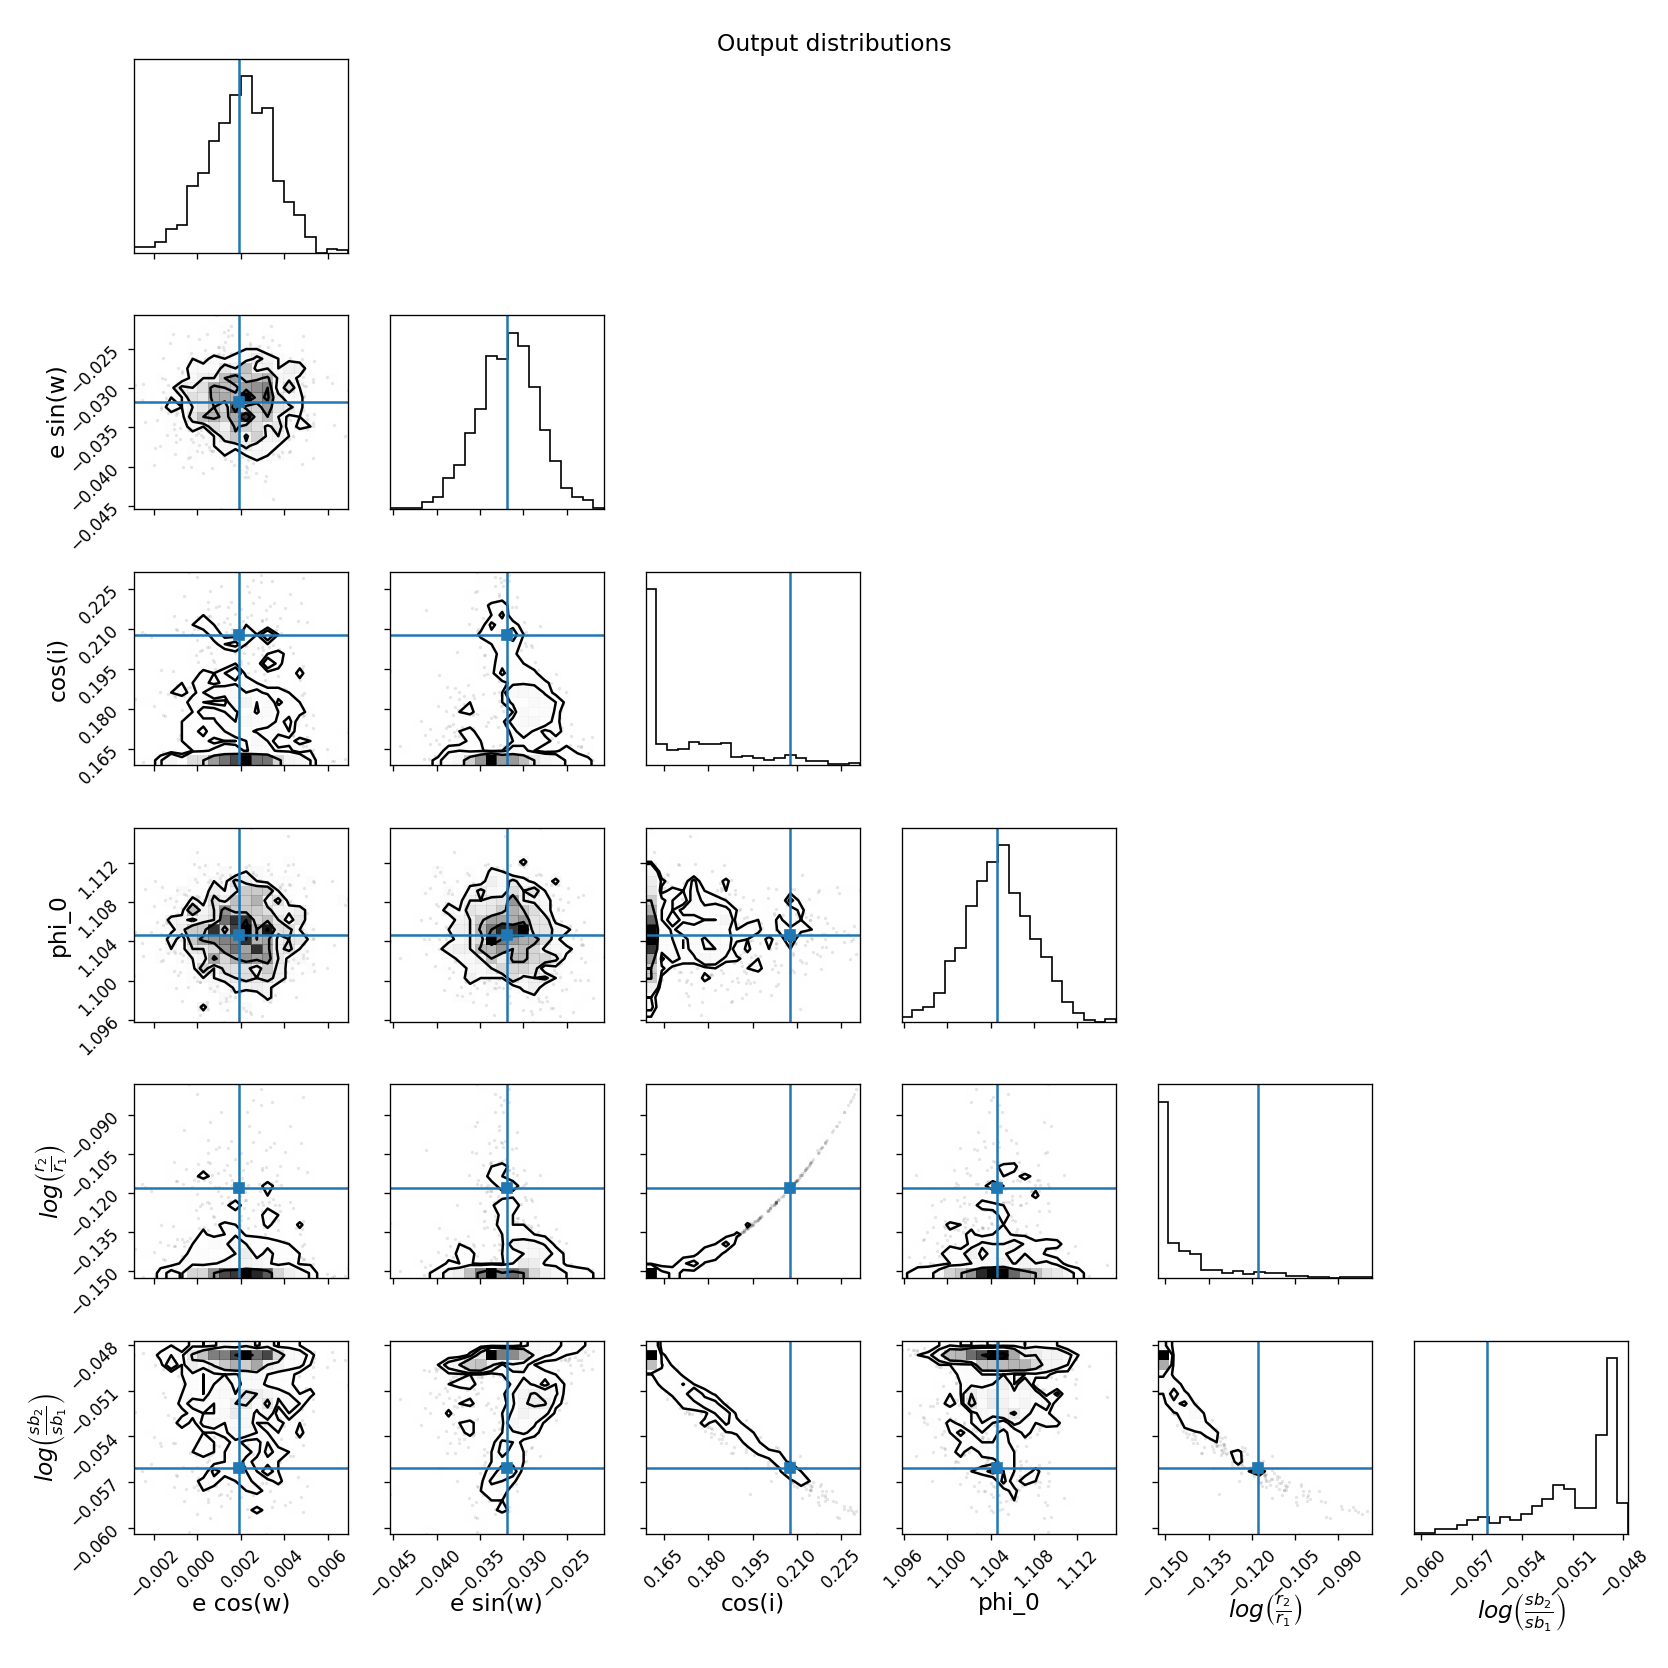 Output distributions
e sin(w)
−0.025
−0.030
−0.035
−0.040
−0.045
cos(i)
0.225
0.210
0.195
0.180
0.165
phi_0
1.112
1.108
1.104
1.100
1.096
log(r₂/r₁)
−0.090
−0.105
−0.120
−0.135
−0.150
log(sb₂/sb₁)
−0.048
−0.051
−0.054
−0.057
−0.060
−0.002 0.000 0.002 0.004 0.006
e cos(w)
−0.045 −0.040 −0.035 −0.030 −0.025
e sin(w)
0.165 0.180 0.195 0.210 0.225
cos(i)
1.096 1.100 1.104 1.108 1.112
phi_0
−0.150 −0.135 −0.120 −0.105 −0.090
log(r₂/r₁)
−0.060 −0.057 −0.054 −0.051 −0.048
log(sb₂/sb₁)